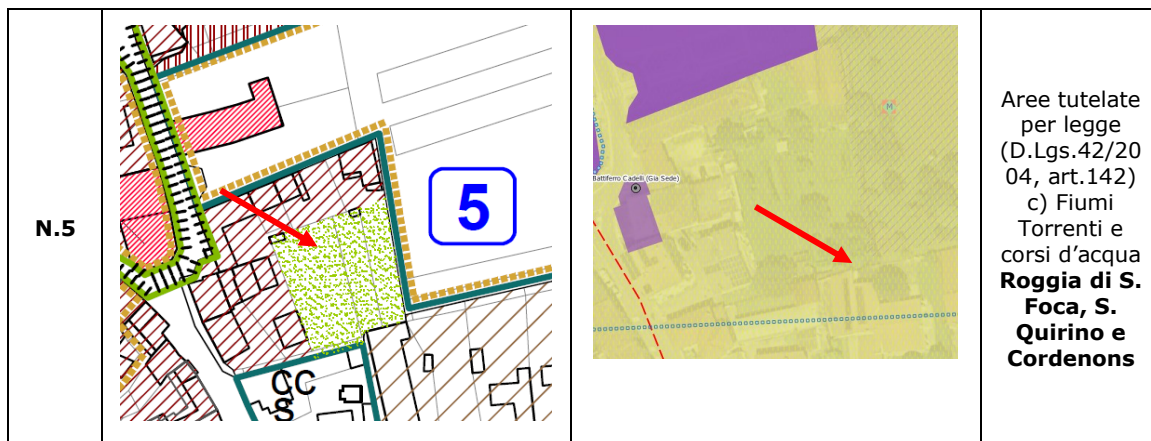 N.5
5
CC
S
Battiferro Cadelli (Gia Sede)
M
Aree tutelate
per legge
(D.Lgs.42/20
04, art.142)
c) Fiumi
Torrenti e
corsi d'acqua
Roggia di S.
Foca, S.
Quirino e
Cordenons